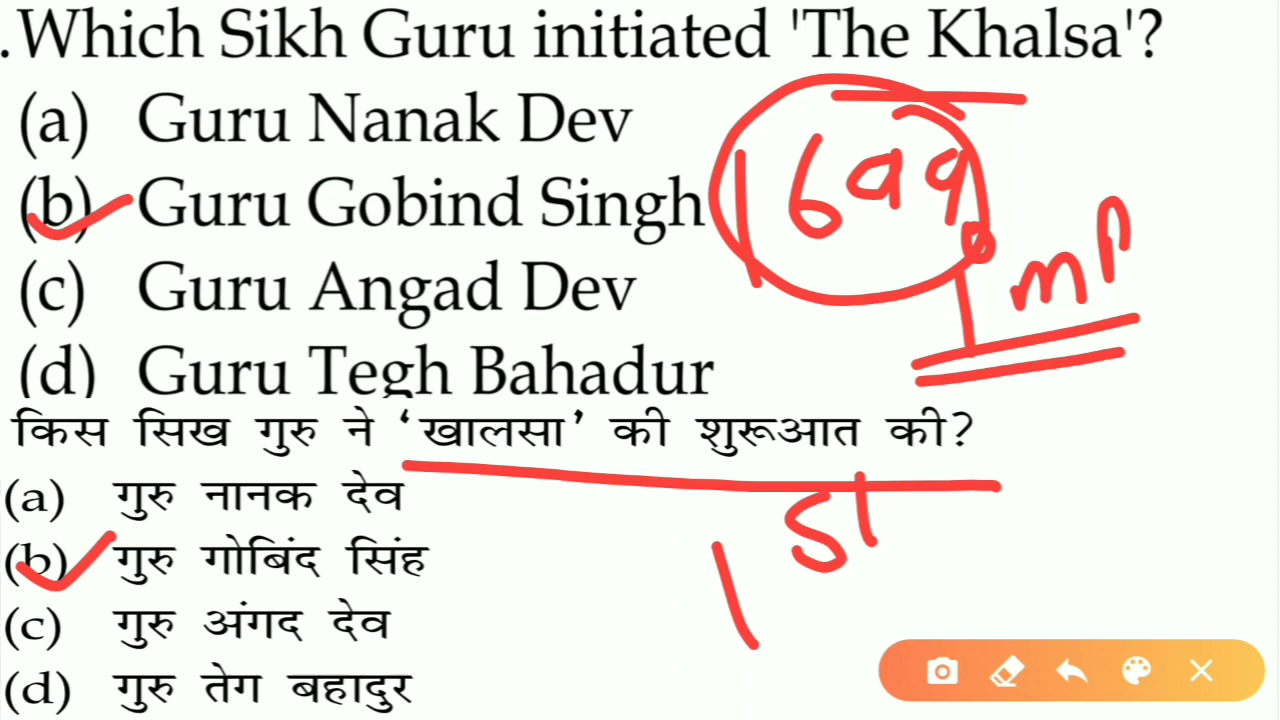 .Which Sikh Guru initiated 'The Khalsa'?
(a) Guru Nanak Dev
(b) Guru Gobind Singh
1699
(c) Guru Angad Dev
(d) Guru Tegh Bahadur
किस सिख गुरु ने ‘खालसा’ की शुरूआत की?
(a) गुरु नानक देव
(b) गुरु गोबिंद सिंह
(c) गुरु अंगद देव
(d) गुरु तेग बहादुर